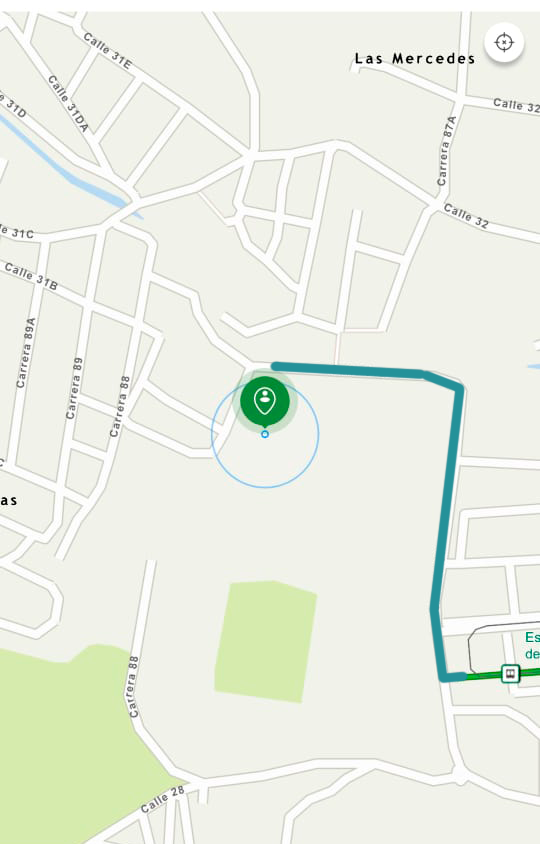 Calle 31E
Las Mercedes
Calle 31DA
Calle 32
31D
Carrera 87A
Calle 32
31C
Calle 31B
Carrera 89A
Carrera 89
Carrera 88
as
Es
de
Carrera 88
Calle 28